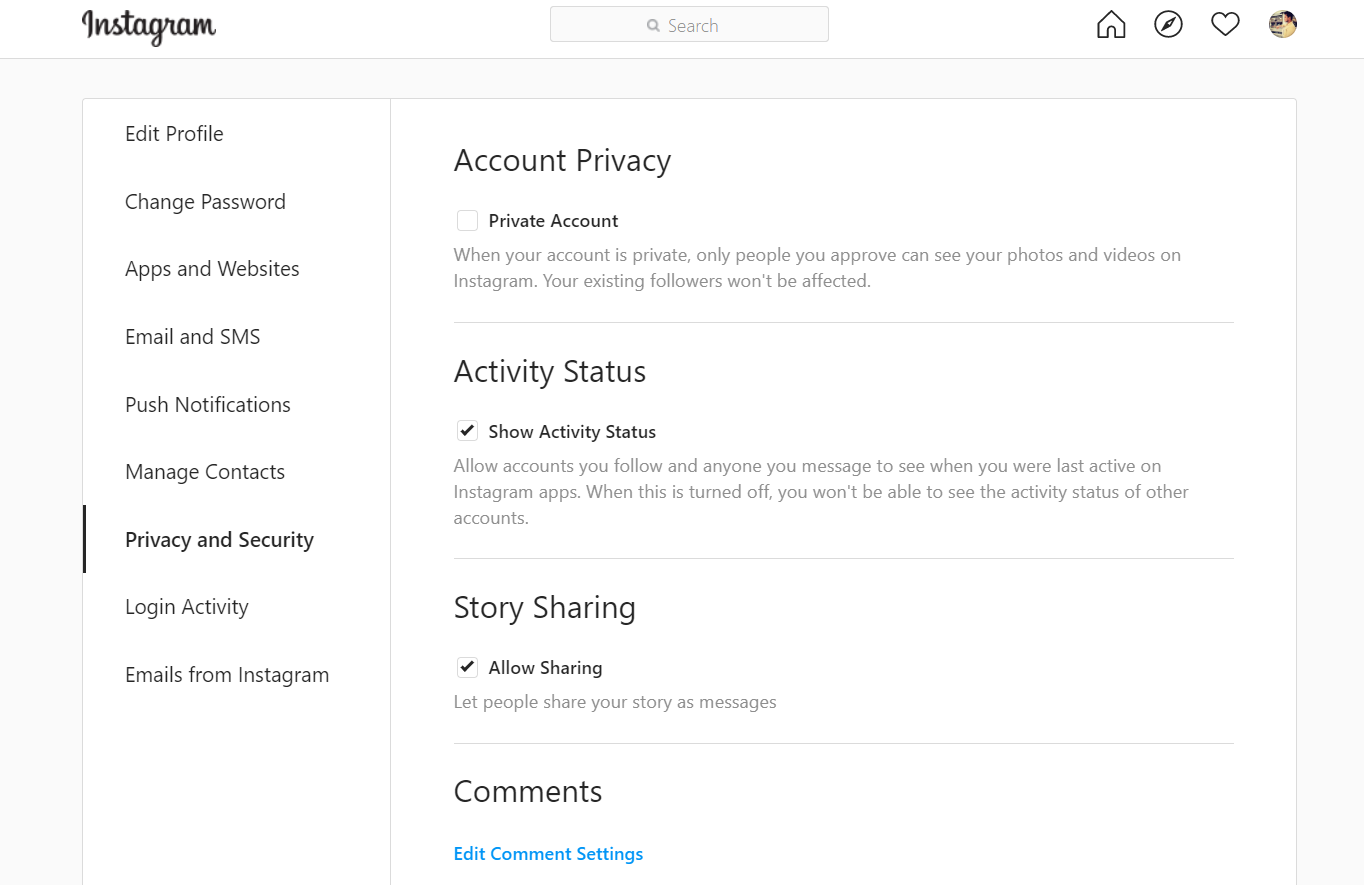 Instagram
Search
Edit Profile
Change Password
Apps and Websites
Email and SMS
Push Notifications
Manage Contacts
Privacy and Security
Login Activity
Emails from Instagram
Account Privacy
Private Account
When your account is private, only people you approve can see your photos and videos on
Instagram. Your existing followers won't be affected.
Activity Status
Show Activity Status
Allow accounts you follow and anyone you message to see when you were last active on
Instagram apps. When this is turned off, you won't be able to see the activity status of other
accounts.
Story Sharing
Allow Sharing
Let people share your story as messages
Comments
Edit Comment Settings